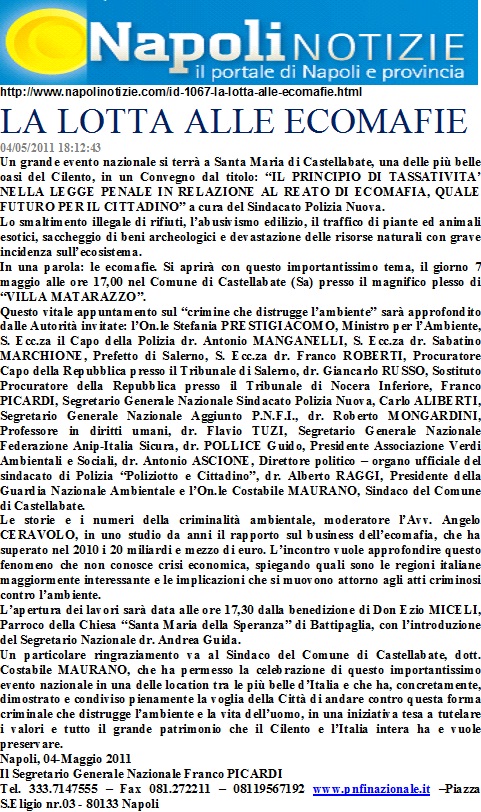 Napoli NOTIZIE
il portale di Napoli e provincia
http://www.napolinotizie.com/id-1067-la-lotta-alle-ecomafie.html
LA LOTTA ALLE ECOMAFIE
04/05/2011 18:12:43
Un grande evento nazionale si terrà a Santa Maria di Castellabate, una delle più belle
oasi del Cilento, in un Convegno dal titolo: “IL PRINCIPIO DI TASSATIVITA’
NELLA LEGGE PENALE IN RELAZIONE AL REATO DI ECOMAFIA, QUALE
FUTURO PER IL CITTADINO” a cura del Sindacato Polizia Nuova.
Lo smaltimento illegale di rifiuti, l’abusivismo edilizio, il traffico di piante ed animali
esotici, saccheggio di beni archeologici e devastazione delle risorse naturali con grave
incidenza sull’ecosistema.
In una parola: le ecomafie. Si aprirà con questo importantissimo tema, il giorno 7
maggio alle ore 17,00 nel Comune di Castellabate (Sa) presso il magnifico plesso di
“VILLA MATARAZZO”.
Questo vitale appuntamento sul “crimine che distrugge l’ambiente” sarà approfondito
dalle Autorità invitate: l’On.le Stefania PRESTIGIACOMO, Ministro per l’Ambiente,
S. Ecc.za il Capo della Polizia dr. Antonio MANGANELLI, S. Ecc.za dr. Sabatino
MARCHIONE, Prefetto di Salerno, S. Ecc.za dr. Franco ROBERTI, Procuratore
Capo della Repubblica presso il Tribunale di Salerno, dr. Giancarlo RUSSO, Sostituto
Procuratore della Repubblica presso il Tribunale di Nocera Inferiore, Franco
PICARDI, Segretario Generale Nazionale Sindacato Polizia Nuova, Carlo ALIBERTI,
Segretario Generale Nazionale Aggiunto P.N.F.I., dr. Roberto MONGARDINI,
Professore in diritti umani, dr. Flavio TUZI, Segretario Generale Nazionale
Federazione Anip-Italia Sicura, dr. POLLICE Guido, Presidente Associazione Verdi
Ambientali e Sociali, dr. Antonio ASCIONE, Direttore politico – organo ufficiale del
sindacato di Polizia “Poliziotto e Cittadino”, dr. Alberto RAGGI, Presidente della
Guardia Nazionale Ambientale e l’On.le Costabile MAURANO, Sindaco del Comune
di Castellabate.
Le storie e i numeri della criminalità ambientale, moderatore l’Avv. Angelo
CERAVOLO, in uno studio da anni il rapporto sul business dell’ecomafia, che ha
superato nel 2010 i 20 miliardi e mezzo di euro. L’incontro vuole approfondire questo
fenomeno che non conosce crisi economica, spiegando quali sono le regioni italiane
maggiormente interessante e le implicazioni che si muovono attorno agli atti criminosi
contro l’ambiente.
L’apertura dei lavori sarà data alle ore 17,30 dalla benedizione di Don Ezio MICELI,
Parroco della Chiesa “Santa Maria della Speranza” di Battipaglia, con l’introduzione
del Segretario Nazionale dr. Andrea Guida.
Un particolare ringraziamento va al Sindaco del Comune di Castellabate, dott.
Costabile MAURANO, che ha permesso la celebrazione di questo importantissimo
evento nazionale in una delle location tra le più belle d’Italia e che ha, concretamente,
dimostrato e condiviso pienamente la voglia della Città di andare contro questa forma
criminale che distrugge l’ambiente e la vita dell’uomo, in una iniziativa tesa a tutelare
i valori e tutto il grande patrimonio che il Cilento e l’Italia intera ha e vuole
preservare.
Napoli, 04-Maggio 2011
Il Segretario Generale Nazionale Franco PICARDI
Tel. 333.7147555 – Fax 081.272211 – 08119567192 www.pnfinazionale.it –Piazza
S.Eligio nr.03 - 80133 Napoli